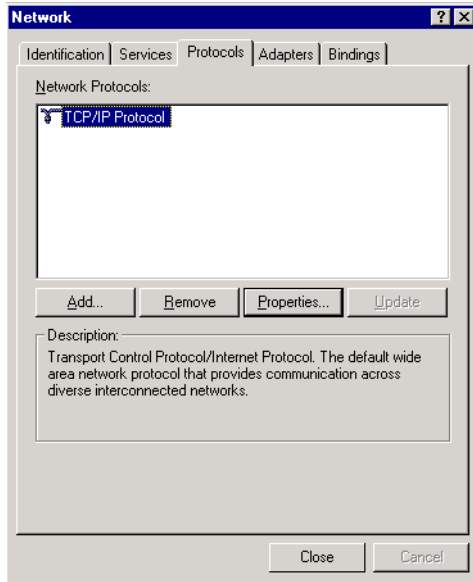 Network
Identification Services Protocols Adapters Bindings
Network Protocols:
TCP/IP Protocol
Add... Remove Properties... Update
Description:
Transport Control Protocol/Internet Protocol. The default wide
area network protocol that provides communication across
diverse interconnected networks.
Close Cancel